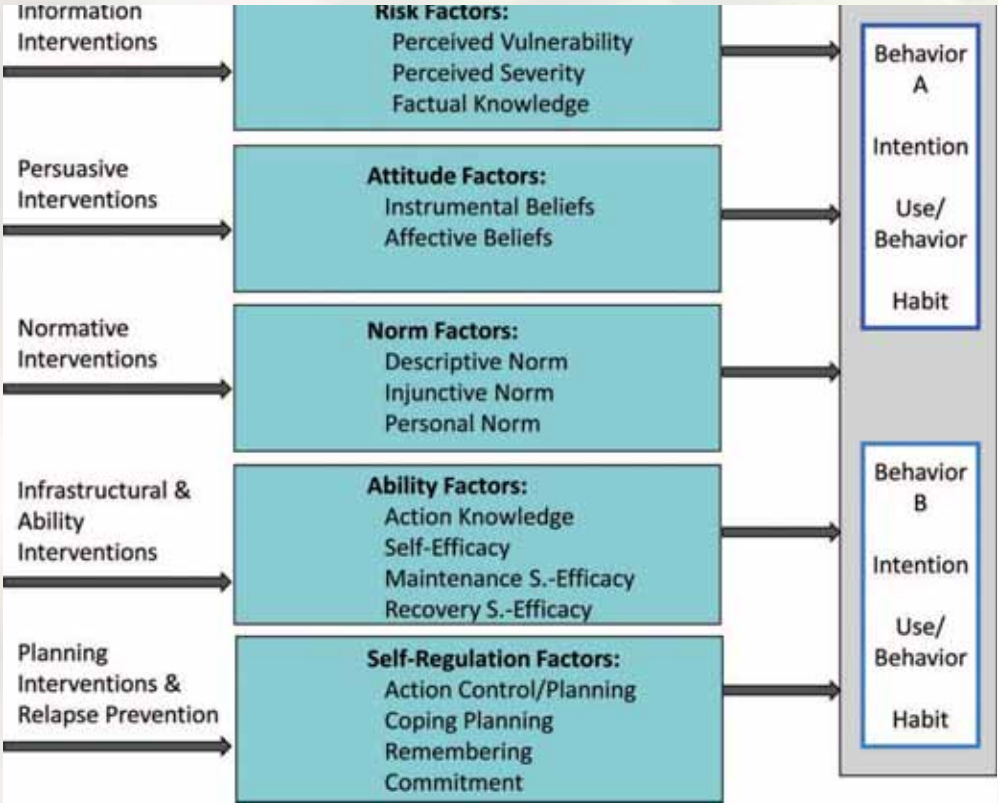 Information
Interventions
Risk Factors:
Perceived Vulnerability
Perceived Severity
Factual Knowledge
Persuasive
Interventions
Attitude Factors:
Instrumental Beliefs
Affective Beliefs
Normative
Interventions
Norm Factors:
Descriptive Norm
Injunctive Norm
Personal Norm
Infrastructural &
Ability
Interventions
Ability Factors:
Action Knowledge
Self-Efficacy
Maintenance S.-Efficacy
Recovery S.-Efficacy
Planning
Interventions &
Relapse Prevention
Self-Regulation Factors:
Action Control/Planning
Coping Planning
Remembering
Commitment
Behavior
A
Intention
Use/
Behavior
Habit
Behavior
B
Intention
Use/
Behavior
Habit